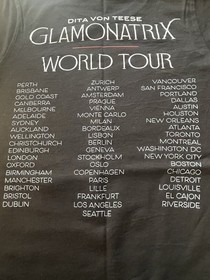 DITA VON TEESE
GLAMONATRIX
WORLD TOUR
PERTH
BRISBANE
GOLD COAST
CANBERRA
MELBOURNE
ADELAIDE
SYDNEY
AUCKLAND
WELLINGTON
CHRISTCHURCH
EDINBURGH
LONDON
OXFORD
BIRMINGHAM
MANCHESTER
BRIGHTON
BRISTOL
DUBLIN
ZÜRICH
ANTWERP
AMSTERDAM
PRAGUE
VIENNA
MONTE CARLO
MILAN
BORDEAUX
LISBON
BERLIN
GENEVA
STOCKHOLM
OSLO
COPENHAGEN
PARIS
LILLE
FRANKFURT
LOS ANGELES
SEATTLE
VANCOUVER
SAN FRANCISCO
PORTLAND
DALLAS
AUSTIN
HOUSTON
NEW ORLEANS
ATLANTA
TORONTO
MONTREAL
WASHINGTON DC
NEW YORK CITY
BOSTON
CHICAGO
DETROIT
LOUISVILLE
EL CAJON
RIVERSIDE